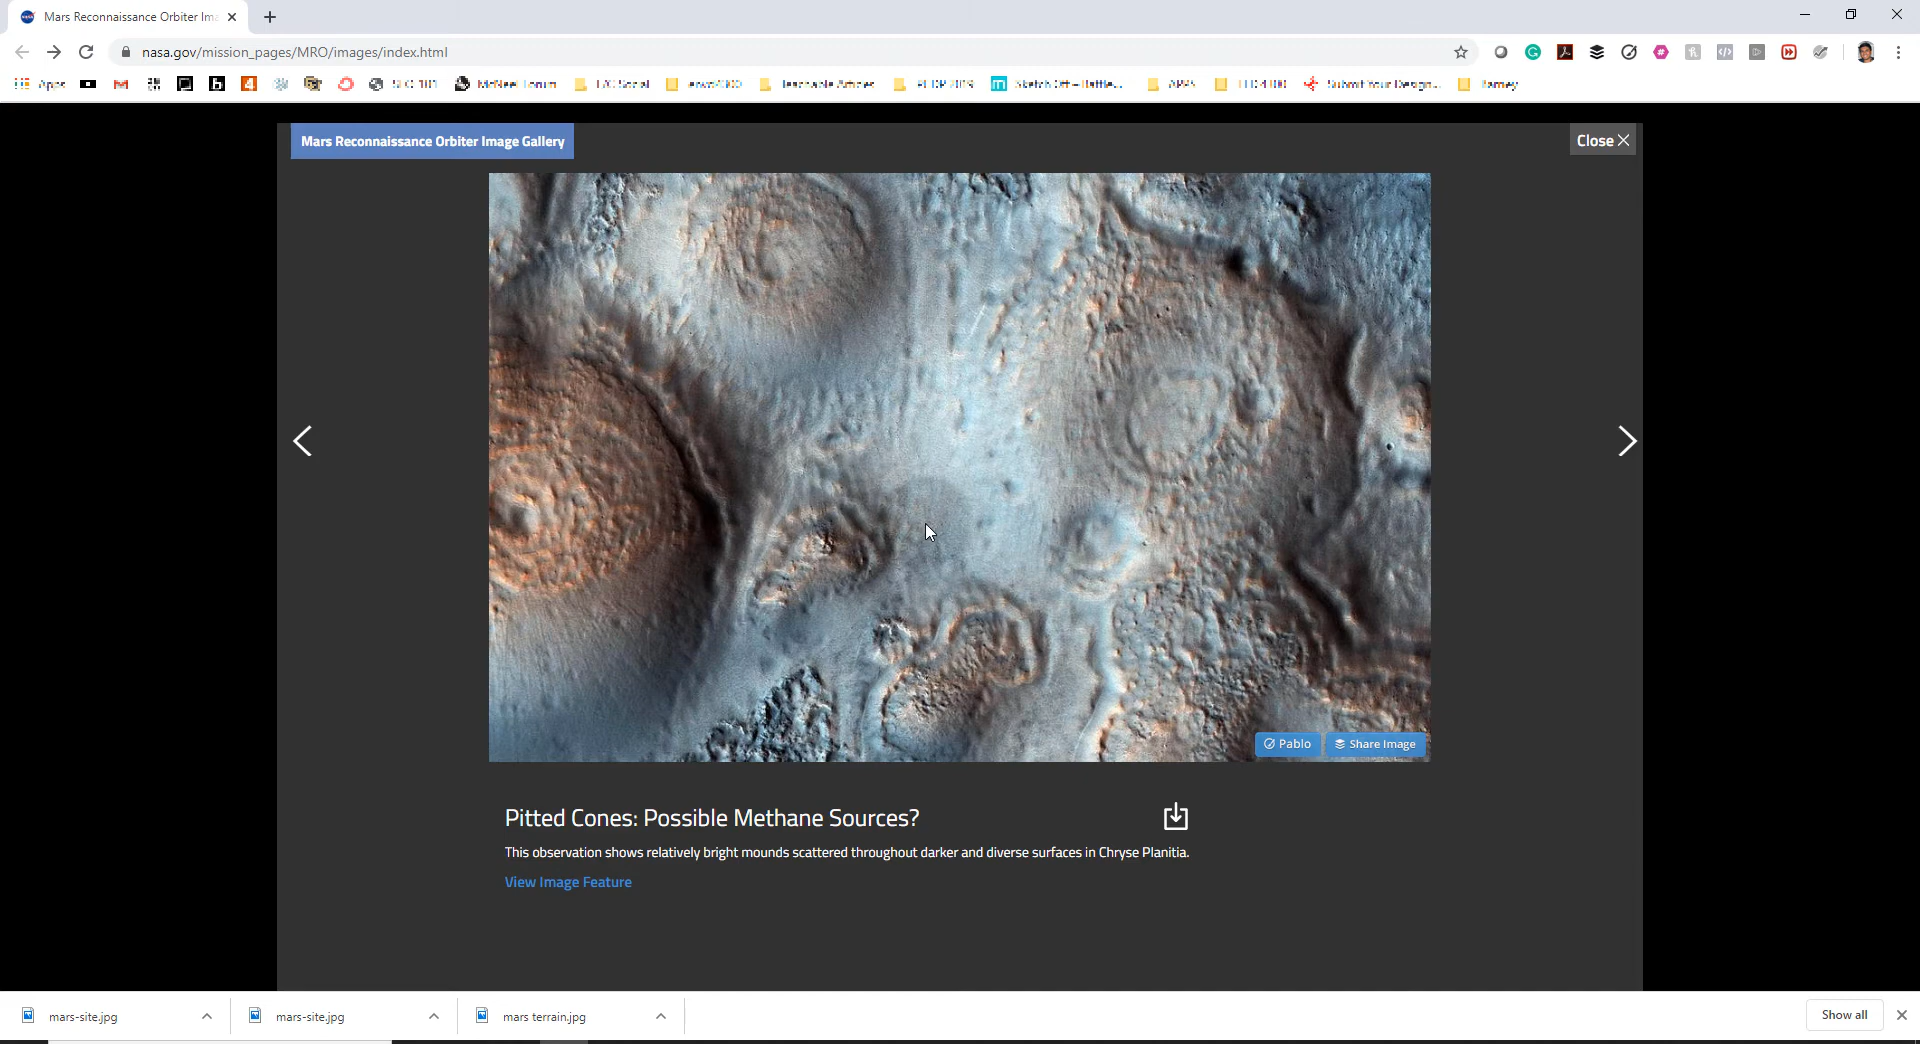 Mars Reconnaissance Orbiter Im
nasa.gov/mission_pages/MRO/images/index.html
Apps
Mars Reconnaissance Orbiter Image Gallery
Close
Pablo
Share Image
Pitted Cones: Possible Methane Sources?
This observation shows relatively bright mounds scattered throughout darker and diverse surfaces in Chryse Planitia.
View Image Feature
mars-site.jpg
mars-site.jpg
mars terrain.jpg
Show all